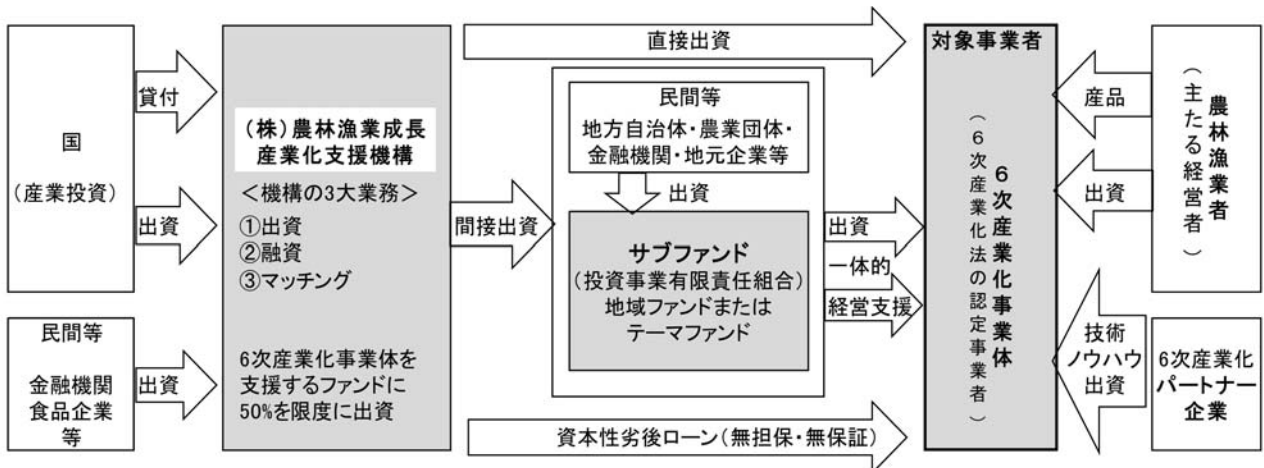 国
(産業投資)
貸付
出資
民間等
金融機関
食品企業
等
出資
(株)農林漁業成長
産業化支援機構
<機構の3大業務>
①出資
②融資
③マッチング
6次産業化事業体を
支援するファンドに
50%を限度に出資
直接出資
間接出資
民間等
地方自治体・農業団体・
金融機関・地元企業等
出資
サブファンド
(投資事業有限責任組合)
地域ファンドまたは
テーマファンド
出資
一体的
経営支援
資本性劣後ローン(無担保・無保証)
対象事業者
6次産業化事業体
(6次産業化法の認定事業者)
産品
出資
農林漁業者
(主たる経営者)
技術
ノウハウ
出資
6次産業化
パートナー
企業